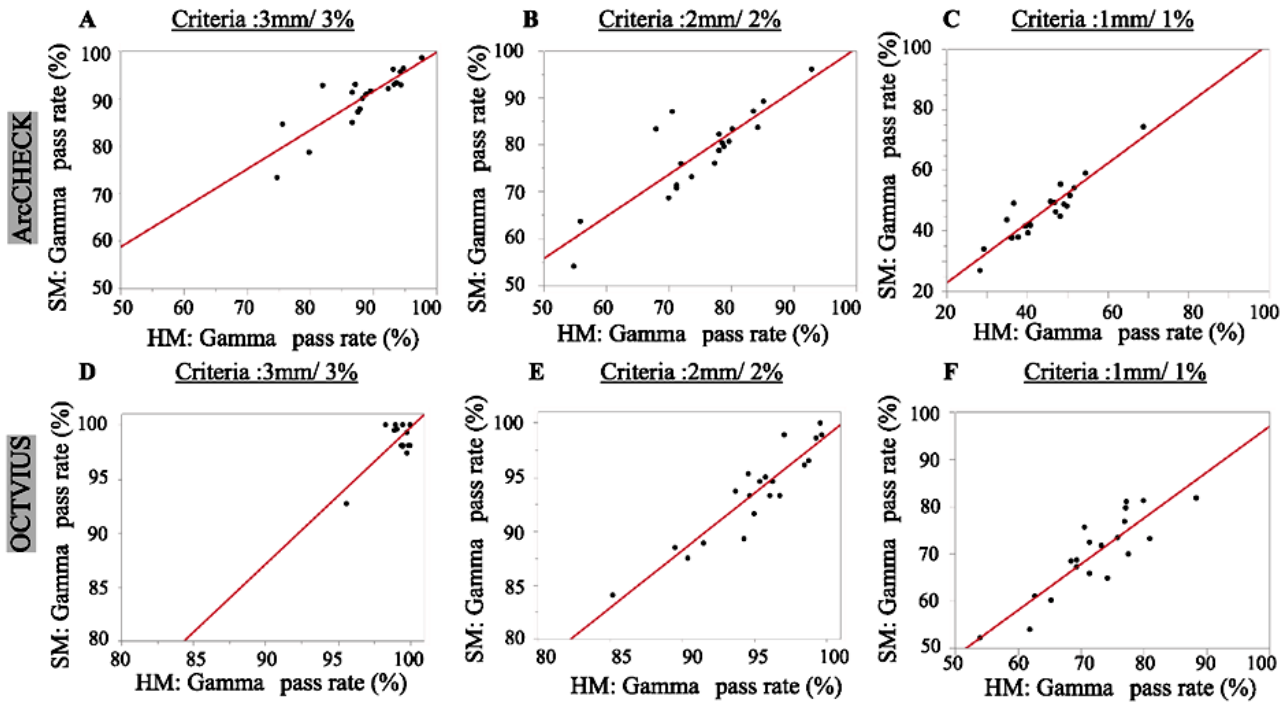 A Criteria :3mm/ 3%
B Criteria :2mm/ 2%
C Criteria :1mm/ 1%
ArcCHECK
SM: Gamma pass rate (%)
100
90
80
70
60
50
50 60 70 80 90 100
HM: Gamma pass rate (%)
SM: Gamma pass rate (%)
100
90
80
70
60
50
50 60 70 80 90 100
HM: Gamma pass rate (%)
SM: Gamma pass rate (%)
100
80
60
40
20
20 40 60 80 100
HM: Gamma pass rate (%)
D Criteria :3mm/ 3%
E Criteria :2mm/ 2%
F Criteria :1mm/ 1%
OCTVIUS
SM: Gamma pass rate (%)
100
95
90
85
80
80 85 90 95 100
HM: Gamma pass rate (%)
SM: Gamma pass rate (%)
100
95
90
85
80
80 85 90 95 100
HM: Gamma pass rate (%)
SM: Gamma pass rate (%)
100
90
80
70
60
50
50 60 70 80 90 100
HM: Gamma pass rate (%)